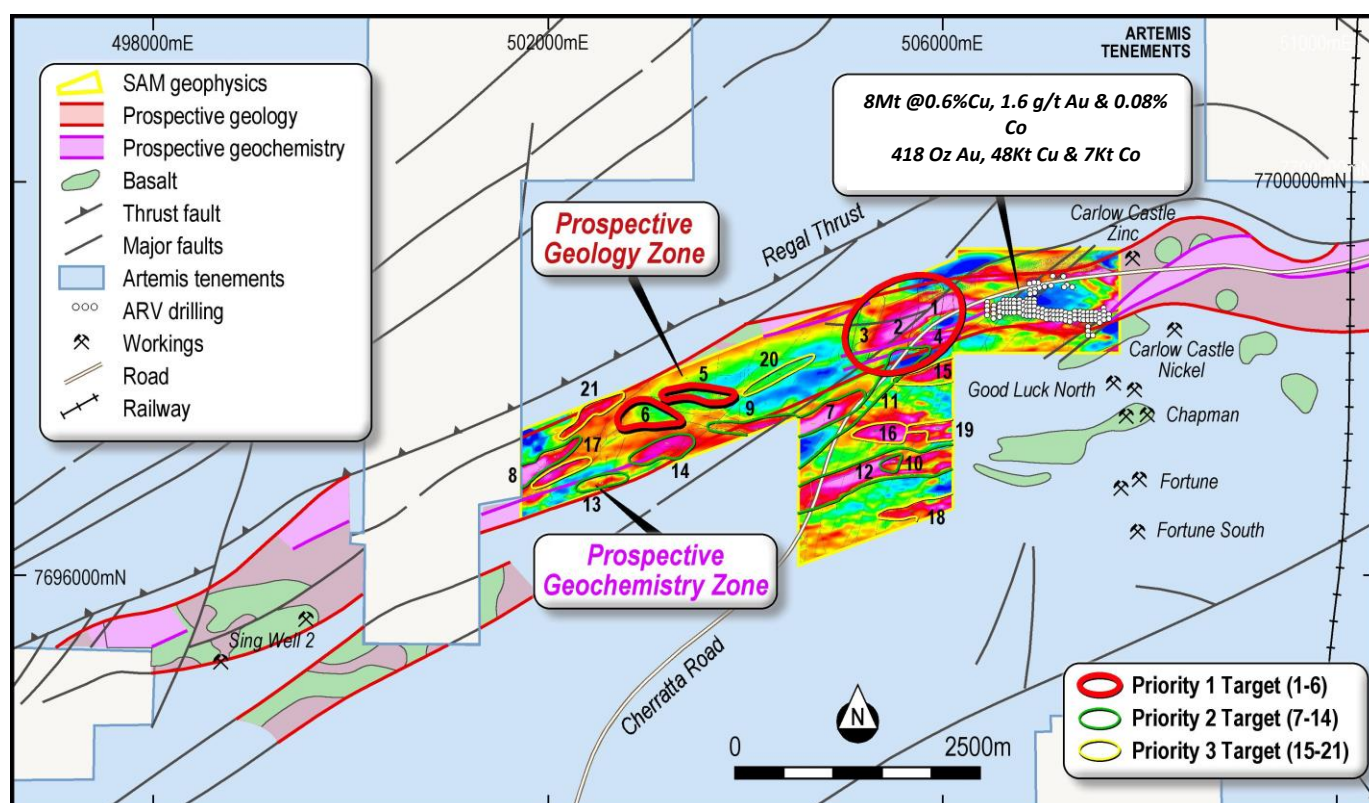 498000mE
502000mE
506000mE
ARTEMIS
TENEMENTS
SAM geophysics
Prospective geology
Prospective geochemistry
Basalt
Thrust fault
Major faults
Artemis tenements
ARV drilling
Workings
Road
Railway
8Mt @0.6%Cu, 1.6 g/t Au & 0.08%
Co
418 Oz Au, 48Kt Cu & 7Kt Co
7700000mN
Prospective
Geology Zone
Regal Thrust
Carlow Castle
Zinc
Carlow Castle
Nickel
Good Luck North
Chapman
Fortune
Fortune South
1
2
3
4
20
5
15
21
11
6
9
7
16
19
17
14
10
8
12
13
18
Prospective
Geochemistry Zone
7696000mN
Sing Well 2
Cherratta Road
N
0
2500m
Priority 1 Target (1-6)
Priority 2 Target (7-14)
Priority 3 Target (15-21)